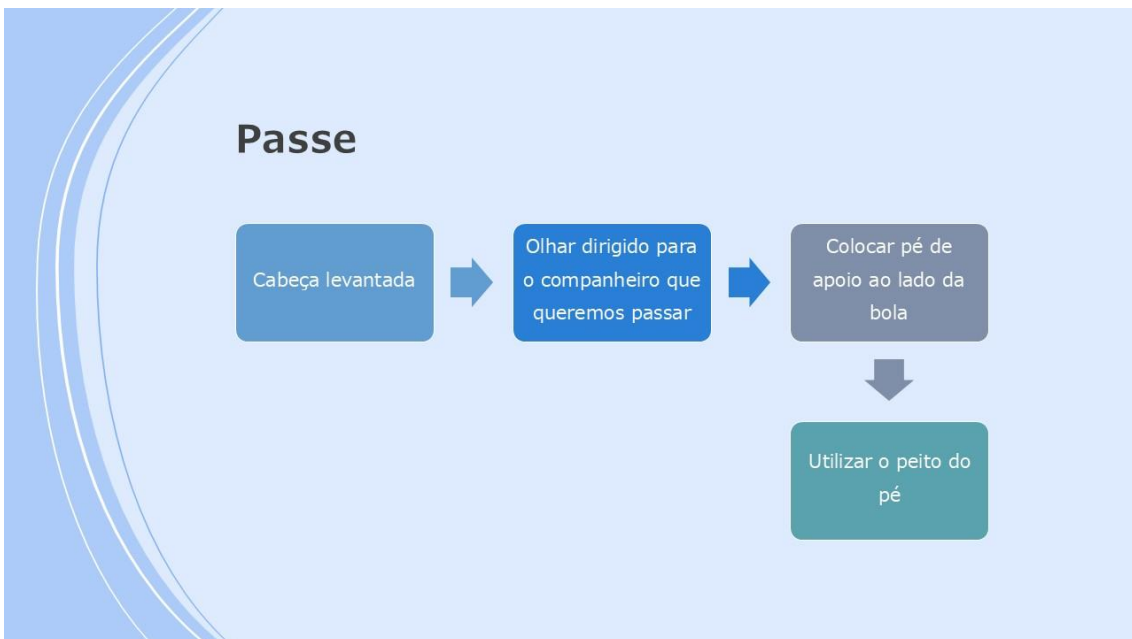 Passe
Cabeça levantada
Olhar dirigido para
o companheiro que
queremos passar
Colocar pé de
apoio ao lado da
bola
Utilizar o peito do
pé